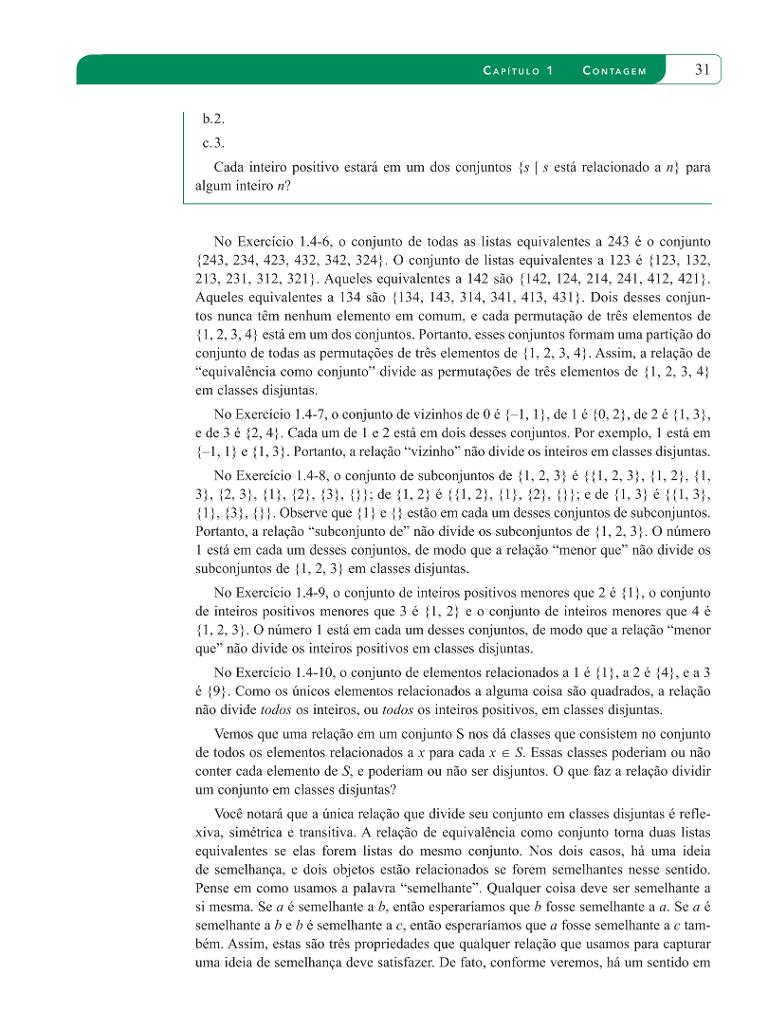 CAPÍTULO 1 CONTAGEM 31
b.2.
c.3.
Cada inteiro positivo estará em um dos conjuntos {s | s está relacionado a n} para
algum inteiro n?
No Exercício 1.4-6, o conjunto de todas as listas equivalentes a 243 é o conjunto
{243, 234, 423, 432, 342, 324}. O conjunto de listas equivalentes a 123 é {123, 132,
213, 231, 312, 321}. Aqueles equivalentes a 142 são {142, 124, 214, 241, 412, 421}.
Aqueles equivalentes a 134 são {134, 143, 314, 341, 413, 431}. Dois desses conjun-
tos nunca têm nenhum elemento em comum, e cada permutação de três elementos de
{1, 2, 3, 4} está em um dos conjuntos. Portanto, esses conjuntos formam uma partição do
conjunto de todas as permutações de três elementos de {1, 2, 3, 4}. Assim, a relação de
“equivalência como conjunto” divide as permutações de três elementos de {1, 2, 3, 4}
em classes disjuntas.
No Exercício 1.4-7, o conjunto de vizinhos de 0 é {–1, 1}, de 1 é {0, 2}, de 2 é {1, 3},
e de 3 é {2, 4}. Cada um de 1 e 2 está em dois desses conjuntos. Por exemplo, 1 está em
{–1, 1} e {1, 3}. Portanto, a relação “vizinho” não divide os inteiros em classes disjuntas.
No Exercício 1.4-8, o conjunto de subconjuntos de {1, 2, 3} é {{1, 2, 3}, {1, 2}, {1,
3}, {2, 3}, {1}, {2}, {3}, {}}; de {1, 2} é {{1, 2}, {1}, {2}, {}}; e de {1, 3} é {{1, 3},
{1}, {3}, {}}. Observe que {1} e {} estão em cada um desses conjuntos de subconjuntos.
Portanto, a relação “subconjunto de” não divide os subconjuntos de {1, 2, 3}. O número
1 está em cada um desses conjuntos, de modo que a relação “menor que” não divide os
subconjuntos de {1, 2, 3} em classes disjuntas.
No Exercício 1.4-9, o conjunto de inteiros positivos menores que 2 é {1}, o conjunto
de inteiros positivos menores que 3 é {1, 2} e o conjunto de inteiros menores que 4 é
{1, 2, 3}. O número 1 está em cada um desses conjuntos, de modo que a relação “menor
que” não divide os inteiros positivos em classes disjuntas.
No Exercício 1.4-10, o conjunto de elementos relacionados a 1 é {1}, a 2 é {4}, e a 3
é {9}. Como os únicos elementos relacionados a alguma coisa são quadrados, a relação
não divide todos os inteiros, ou todos os inteiros positivos, em classes disjuntas.
Vemos que uma relação em um conjunto S nos dá classes que consistem no conjunto
de todos os elementos relacionados a x para cada x ∈ S. Essas classes poderiam ou não
conter cada elemento de S, e poderiam ou não ser disjuntos. O que faz a relação dividir
um conjunto em classes disjuntas?
Você notará que a única relação que divide seu conjunto em classes disjuntas é refle-
xiva, simétrica e transitiva. A relação de equivalência como conjunto torna duas listas
equivalentes se elas forem listas do mesmo conjunto. Nos dois casos, há uma ideia
de semelhança, e dois objetos estão relacionados se forem semelhantes nesse sentido.
Pense em como usamos a palavra “semelhante”. Qualquer coisa deve ser semelhante a
si mesma. Se a é semelhante a b, então esperaríamos que b fosse semelhante a a. Se a é
semelhante a b e b é semelhante a c, então esperaríamos que a fosse semelhante a c tam-
bém. Assim, estas são três propriedades que qualquer relação que usamos para capturar
uma ideia de semelhança deve satisfazer. De fato, conforme veremos, há um sentido em